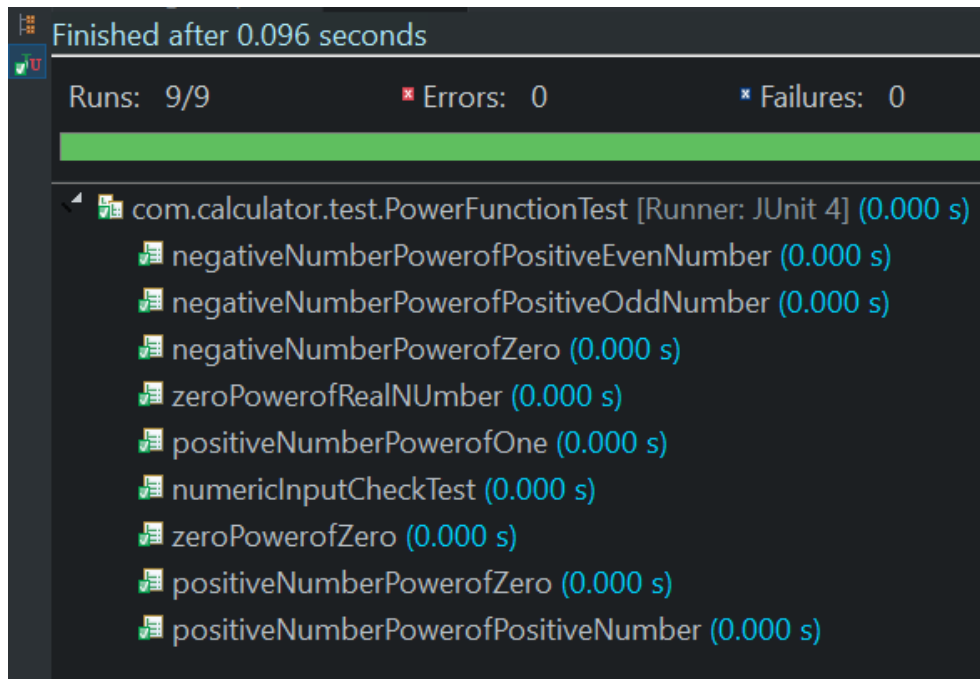 Finished after 0.096 seconds
Runs: 9/9 Errors: 0 Failures: 0
com.calculator.test.PowerFunctionTest [Runner: JUnit 4] (0.000 s)
negativeNumberPowerofPositiveEvenNumber (0.000 s)
negativeNumberPowerofPositiveOddNumber (0.000 s)
negativeNumberPowerofZero (0.000 s)
zeroPowerofRealNUmber (0.000 s)
positiveNumberPowerofOne (0.000 s)
numericInputCheckTest (0.000 s)
zeroPowerofZero (0.000 s)
positiveNumberPowerofZero (0.000 s)
positiveNumberPowerofPositiveNumber (0.000 s)